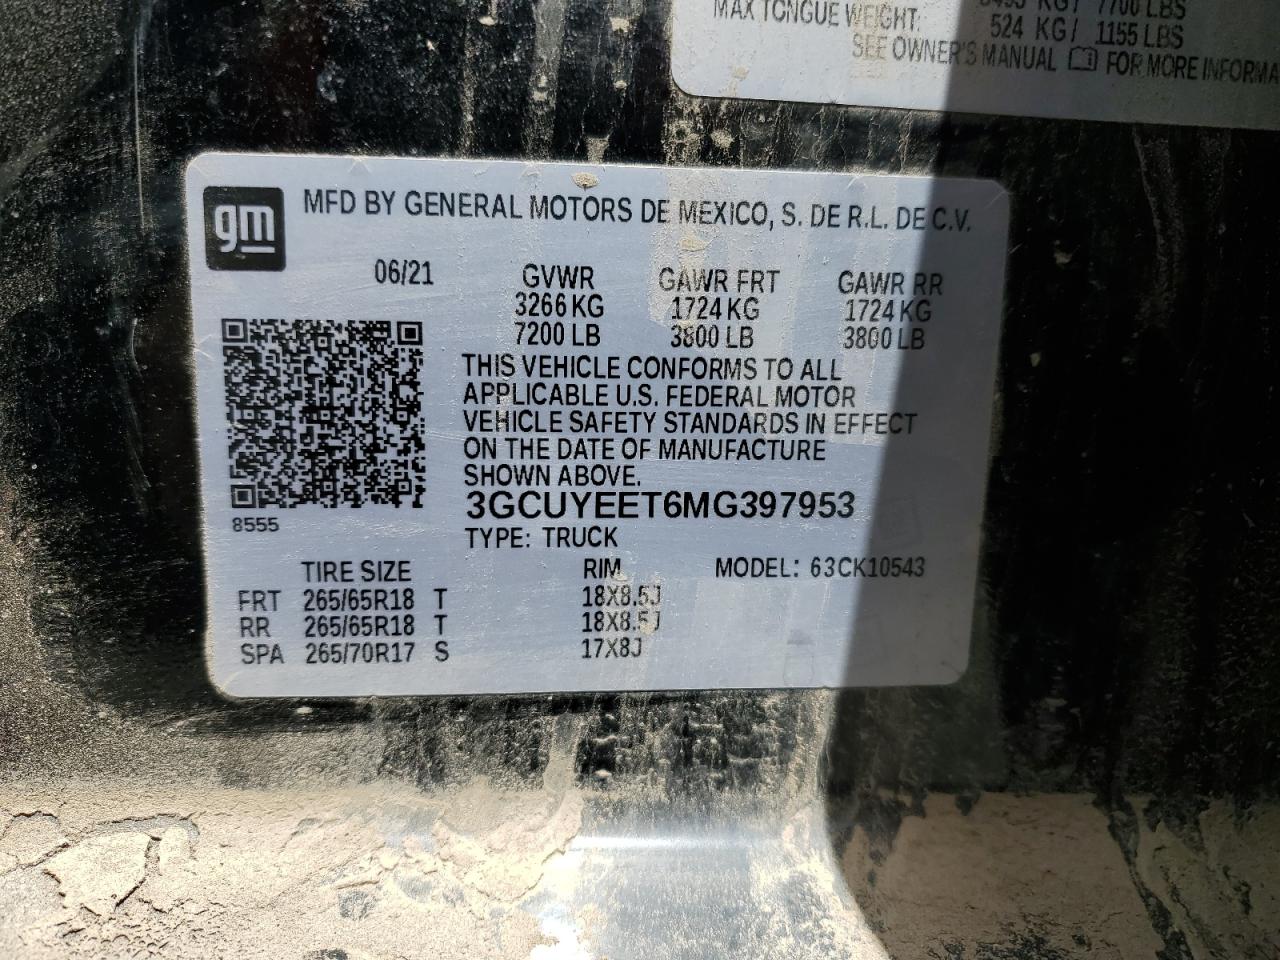 7700 LBS
MAX TONGUE WEIGHT: 524 KG/ 1155 LBS
SEE OWNER'S MANUAL FOR MORE
gm
MFD BY GENERAL MOTORS DE MEXICO, S. DE R.L. DE C.V.
06/21 GVWR GAWR FRT GAWR RR
3266 KG 1724 KG 1724 KG
7200 LB 3800 LB 3800 LB
THIS VEHICLE CONFORMS TO ALL
APPLICABLE U.S. FEDERAL MOTOR
VEHICLE SAFETY STANDARDS IN EFFECT
ON THE DATE OF MANUFACTURE
SHOWN ABOVE.
3GCUYEET6MG397953
8555
TYPE: TRUCK
TIRE SIZE RIM MODEL: 63CK10543
FRT 265/65R18 T 18X8.5J
RR 265/65R18 T 18X8.5J
SPA 265/70R17 S 17X8J